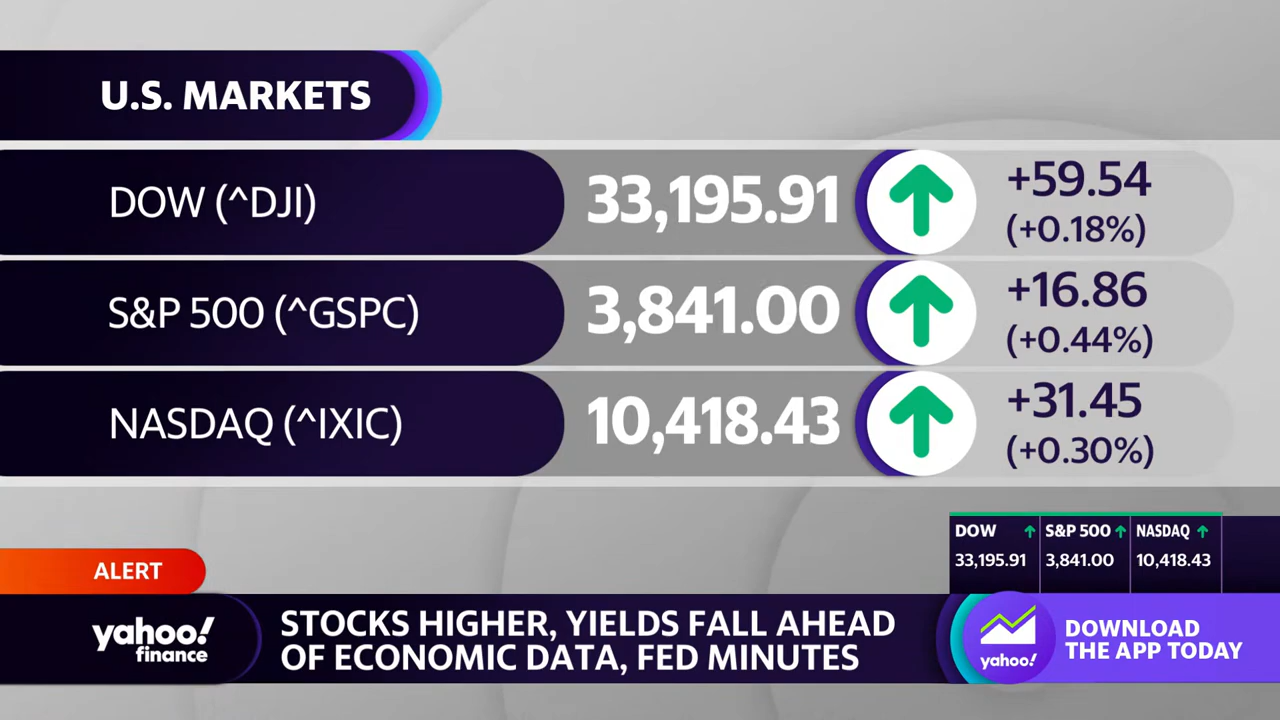 U.S. MARKETS
DOW (^DJI) 33,195.91 +59.54
(+0.18%)
S&P 500 (^GSPC) 3,841.00 +16.86
(+0.44%)
NASDAQ (^IXIC) 10,418.43 +31.45
(+0.30%)
DOW S&P 500 NASDAQ
33,195.91 3,841.00 10,418.43
ALERT
yahoo!
finance
STOCKS HIGHER, YIELDS FALL AHEAD
OF ECONOMIC DATA, FED MINUTES
yahoo!
DOWNLOAD
THE APP TODAY